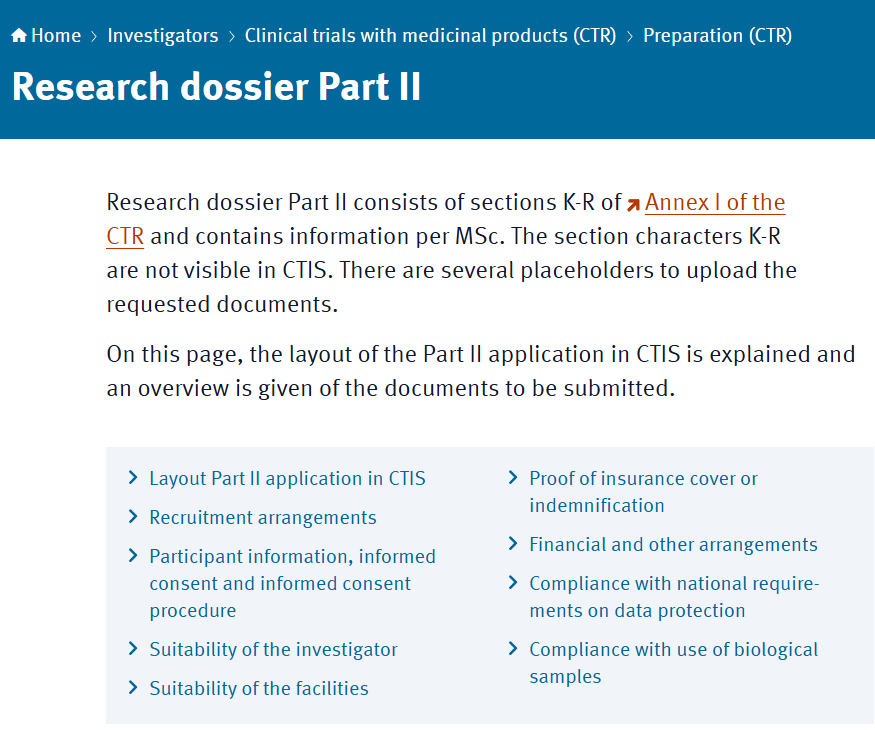 Home > Investigators > Clinical trials with medicinal products (CTR) > Preparation (CTR)
Research dossier Part II
Research dossier Part II consists of sections K-R of Annex I of the
CTR and contains information per MSc. The section characters K-R
are not visible in CTIS. There are several placeholders to upload the
requested documents.
On this page, the layout of the Part II application in CTIS is explained and
an overview is given of the documents to be submitted.
Layout Part II application in CTIS
Recruitment arrangements
Participant information, informed
consent and informed consent
procedure
Suitability of the investigator
Suitability of the facilities
Proof of insurance cover or
indemnification
Financial and other arrangements
Compliance with national require-
ments on data protection
Compliance with use of biological
samples